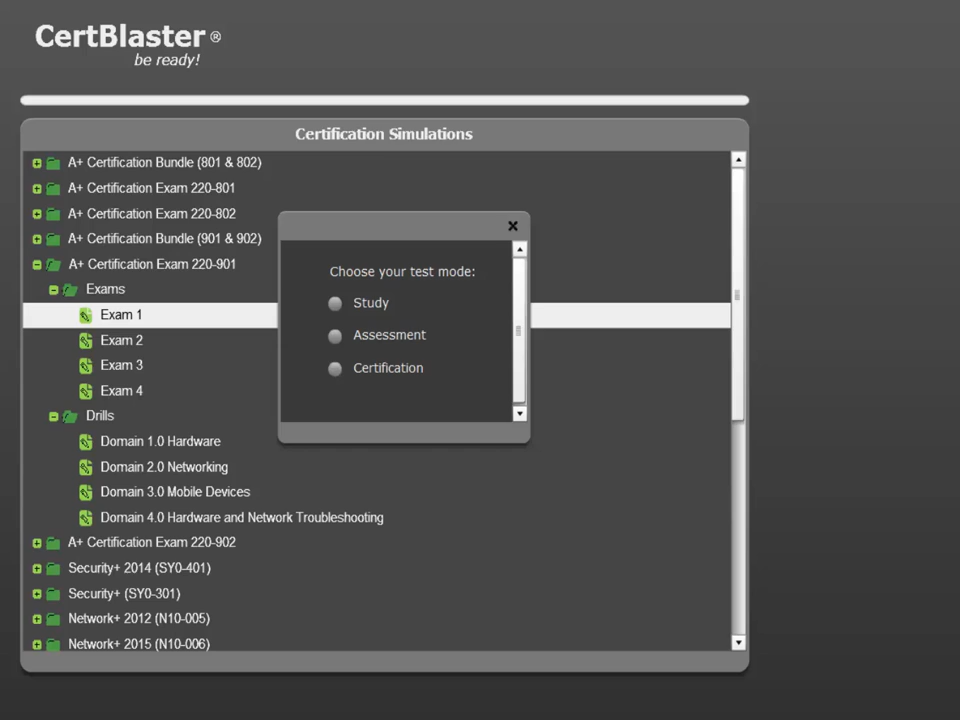 CertBlaster ®
be ready!
Certification Simulations
A+ Certification Bundle (801 & 802)
A+ Certification Exam 220-801
A+ Certification Exam 220-802
A+ Certification Bundle (901 & 902)
A+ Certification Exam 220-901
Exams
Exam 1
Exam 2
Exam 3
Exam 4
Drills
Domain 1.0 Hardware
Domain 2.0 Networking
Domain 3.0 Mobile Devices
Domain 4.0 Hardware and Network Troubleshooting
A+ Certification Exam 220-902
Security+ 2014 (SY0-401)
Security+ (SY0-301)
Network+ 2012 (N10-005)
Network+ 2015 (N10-006)
Choose your test mode:
Study
Assessment
Certification